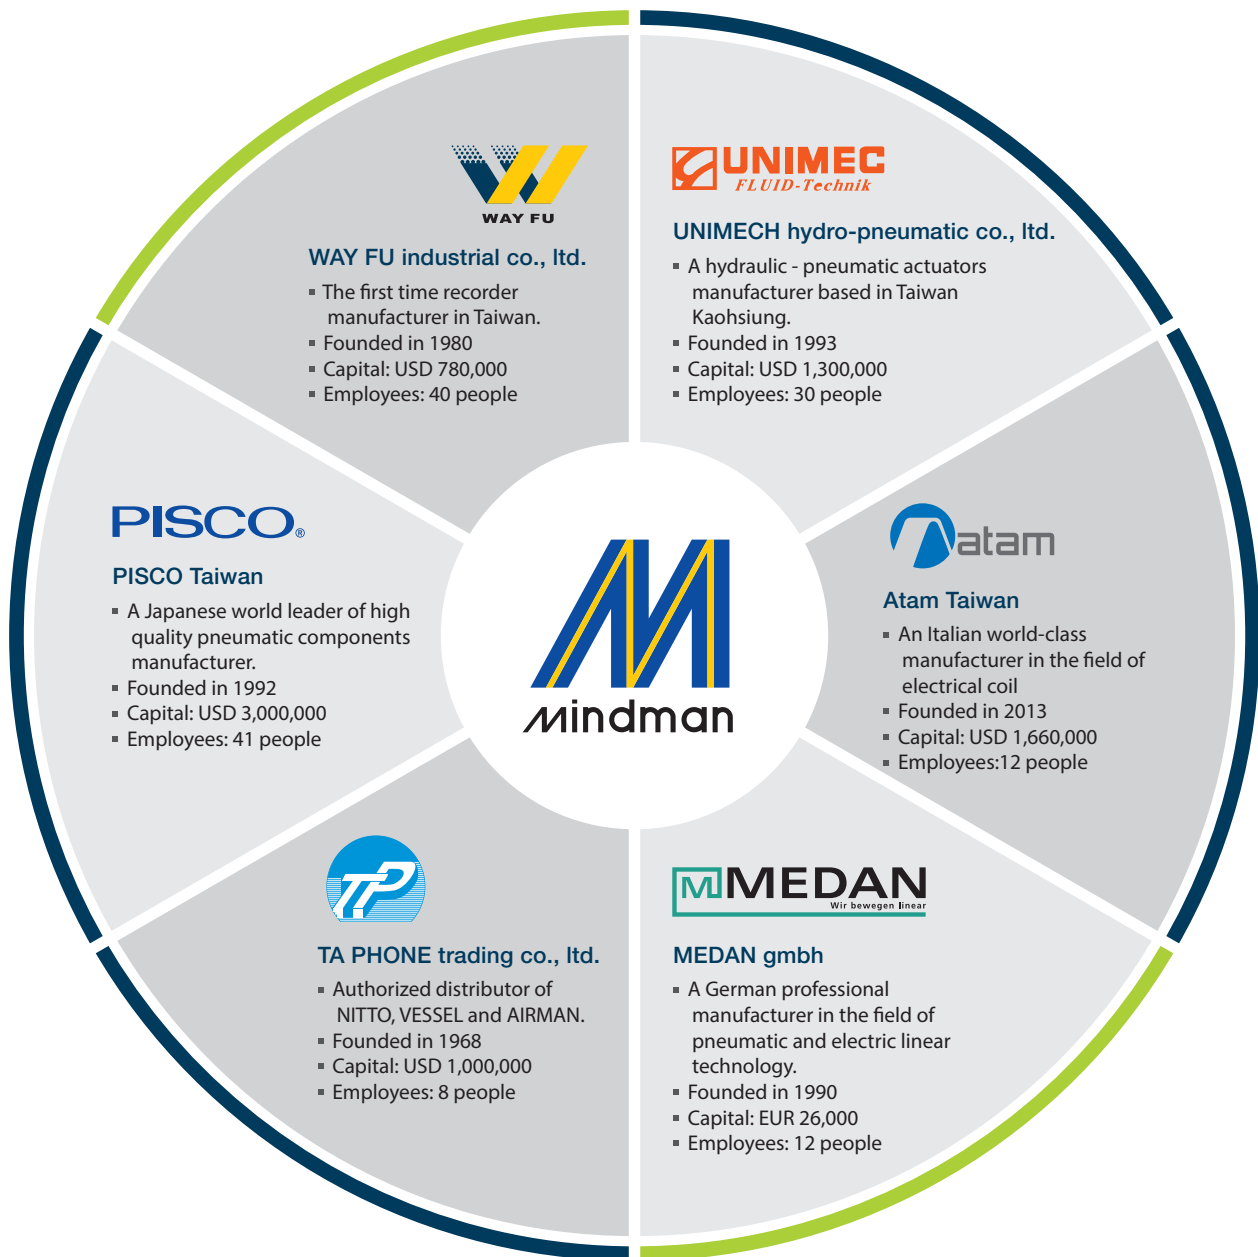 WAY FU
WAY FU industrial co., ltd.
▪ The first time recorder
manufacturer in Taiwan.
▪ Founded in 1980
▪ Capital: USD 780,000
▪ Employees: 40 people
UNIMEC
FLUID-Technik
UNIMECH hydro-pneumatic co., ltd.
▪ A hydraulic - pneumatic actuators
manufacturer based in Taiwan
Kaohsiung.
▪ Founded in 1993
▪ Capital: USD 1,300,000
▪ Employees: 30 people
PISCO®
PISCO Taiwan
▪ A Japanese world leader of high
quality pneumatic components
manufacturer.
▪ Founded in 1992
▪ Capital: USD 3,000,000
▪ Employees: 41 people
Mindman
atam
Atam Taiwan
▪ An Italian world-class
manufacturer in the field of
electrical coil
▪ Founded in 2013
▪ Capital: USD 1,660,000
▪ Employees:12 people
TP
TA PHONE trading co., ltd.
▪ Authorized distributor of
NITTO, VESSEL and AIRMAN.
▪ Founded in 1968
▪ Capital: USD 1,000,000
▪ Employees: 8 people
M MEDAN
Wir bewegen linear
MEDAN gmbh
▪ A German professional
manufacturer in the field of
pneumatic and electric linear
technology.
▪ Founded in 1990
▪ Capital: EUR 26,000
▪ Employees: 12 people